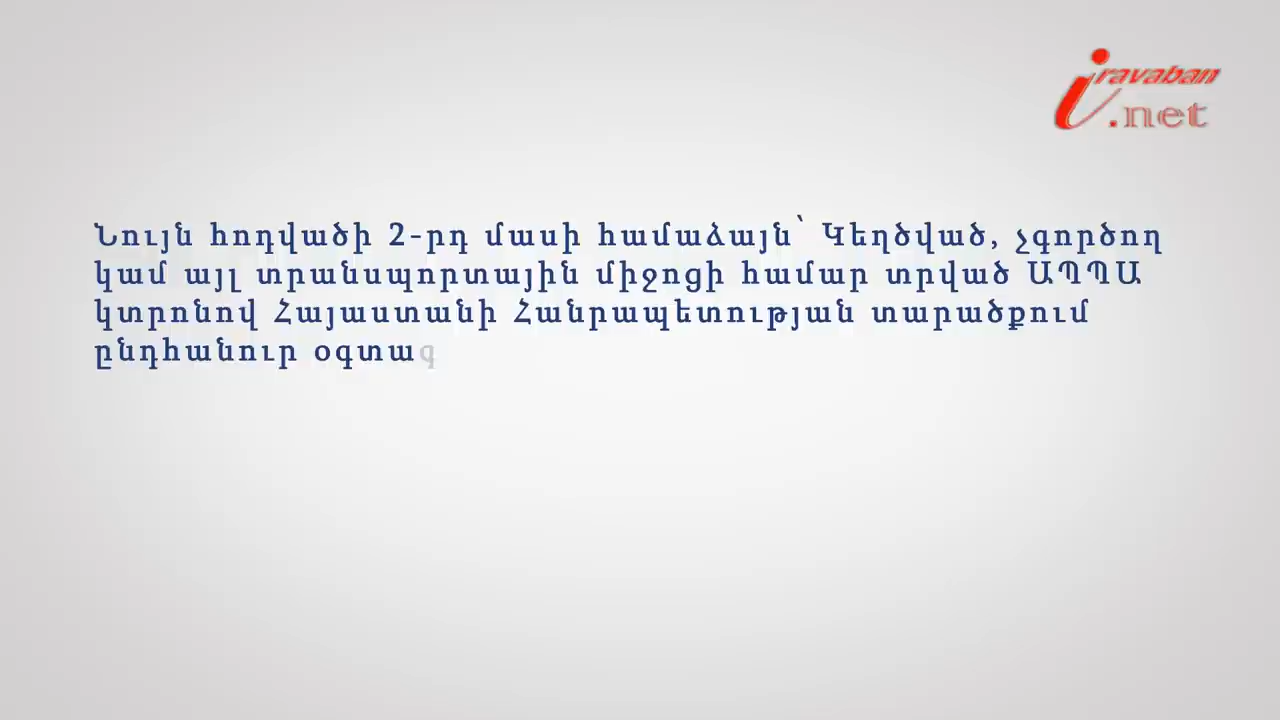 iravaban
.net
Նույն հոդվածի 2-րդ մասի համաձայն՝ Կեղծված, չգործող
կամ այլ տրանսպորտային միջոցի համար տրված ԱՊՊԱ
կտրոնով Հայաստանի Հանրապետության տարածքում
ընդհանուր օգտագ